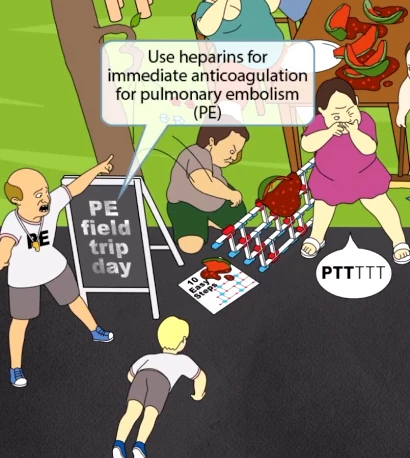 Use heparins for
immediate anticoagulation
for pulmonary embolism
(PE)
PE
field
trip
day
PE
10
Easy
Steps
PTTTTT